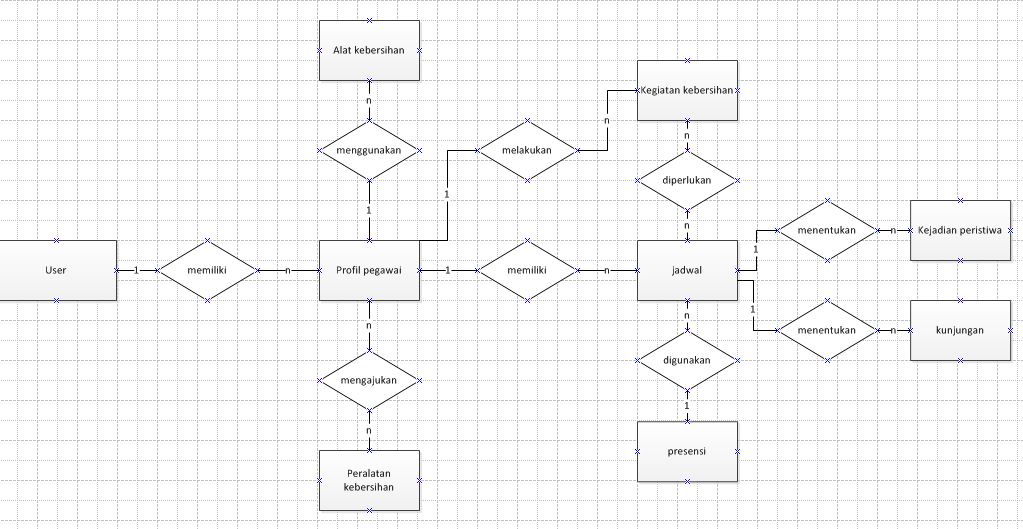 Alat kebersihan
n
menggunakan
1
melakukan
1
n
Kegiatan kebersihan
n
diperlukan
n
User
1
memiliki
n
Profil pegawai
1
memiliki
n
jadwal
1
menentukan
n
Kejadian peristiwa
1
menentukan
n
kunjungan
n
mengajukan
n
Peralatan
kebersihan
n
digunakan
1
presensi